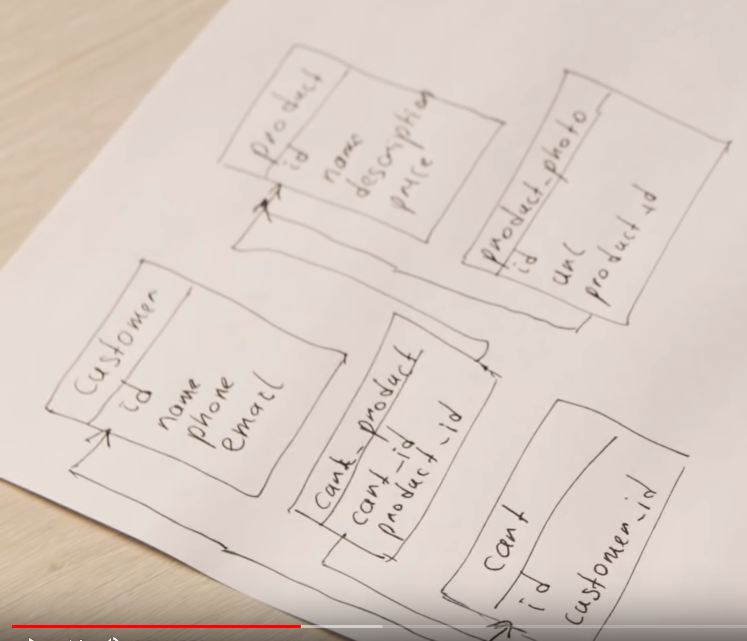 product
id
name
description
price
product_photo
id
url
product_id
customer
id
name
phone
email
cart_product
cart_id
product_id
cart
id
customer_id